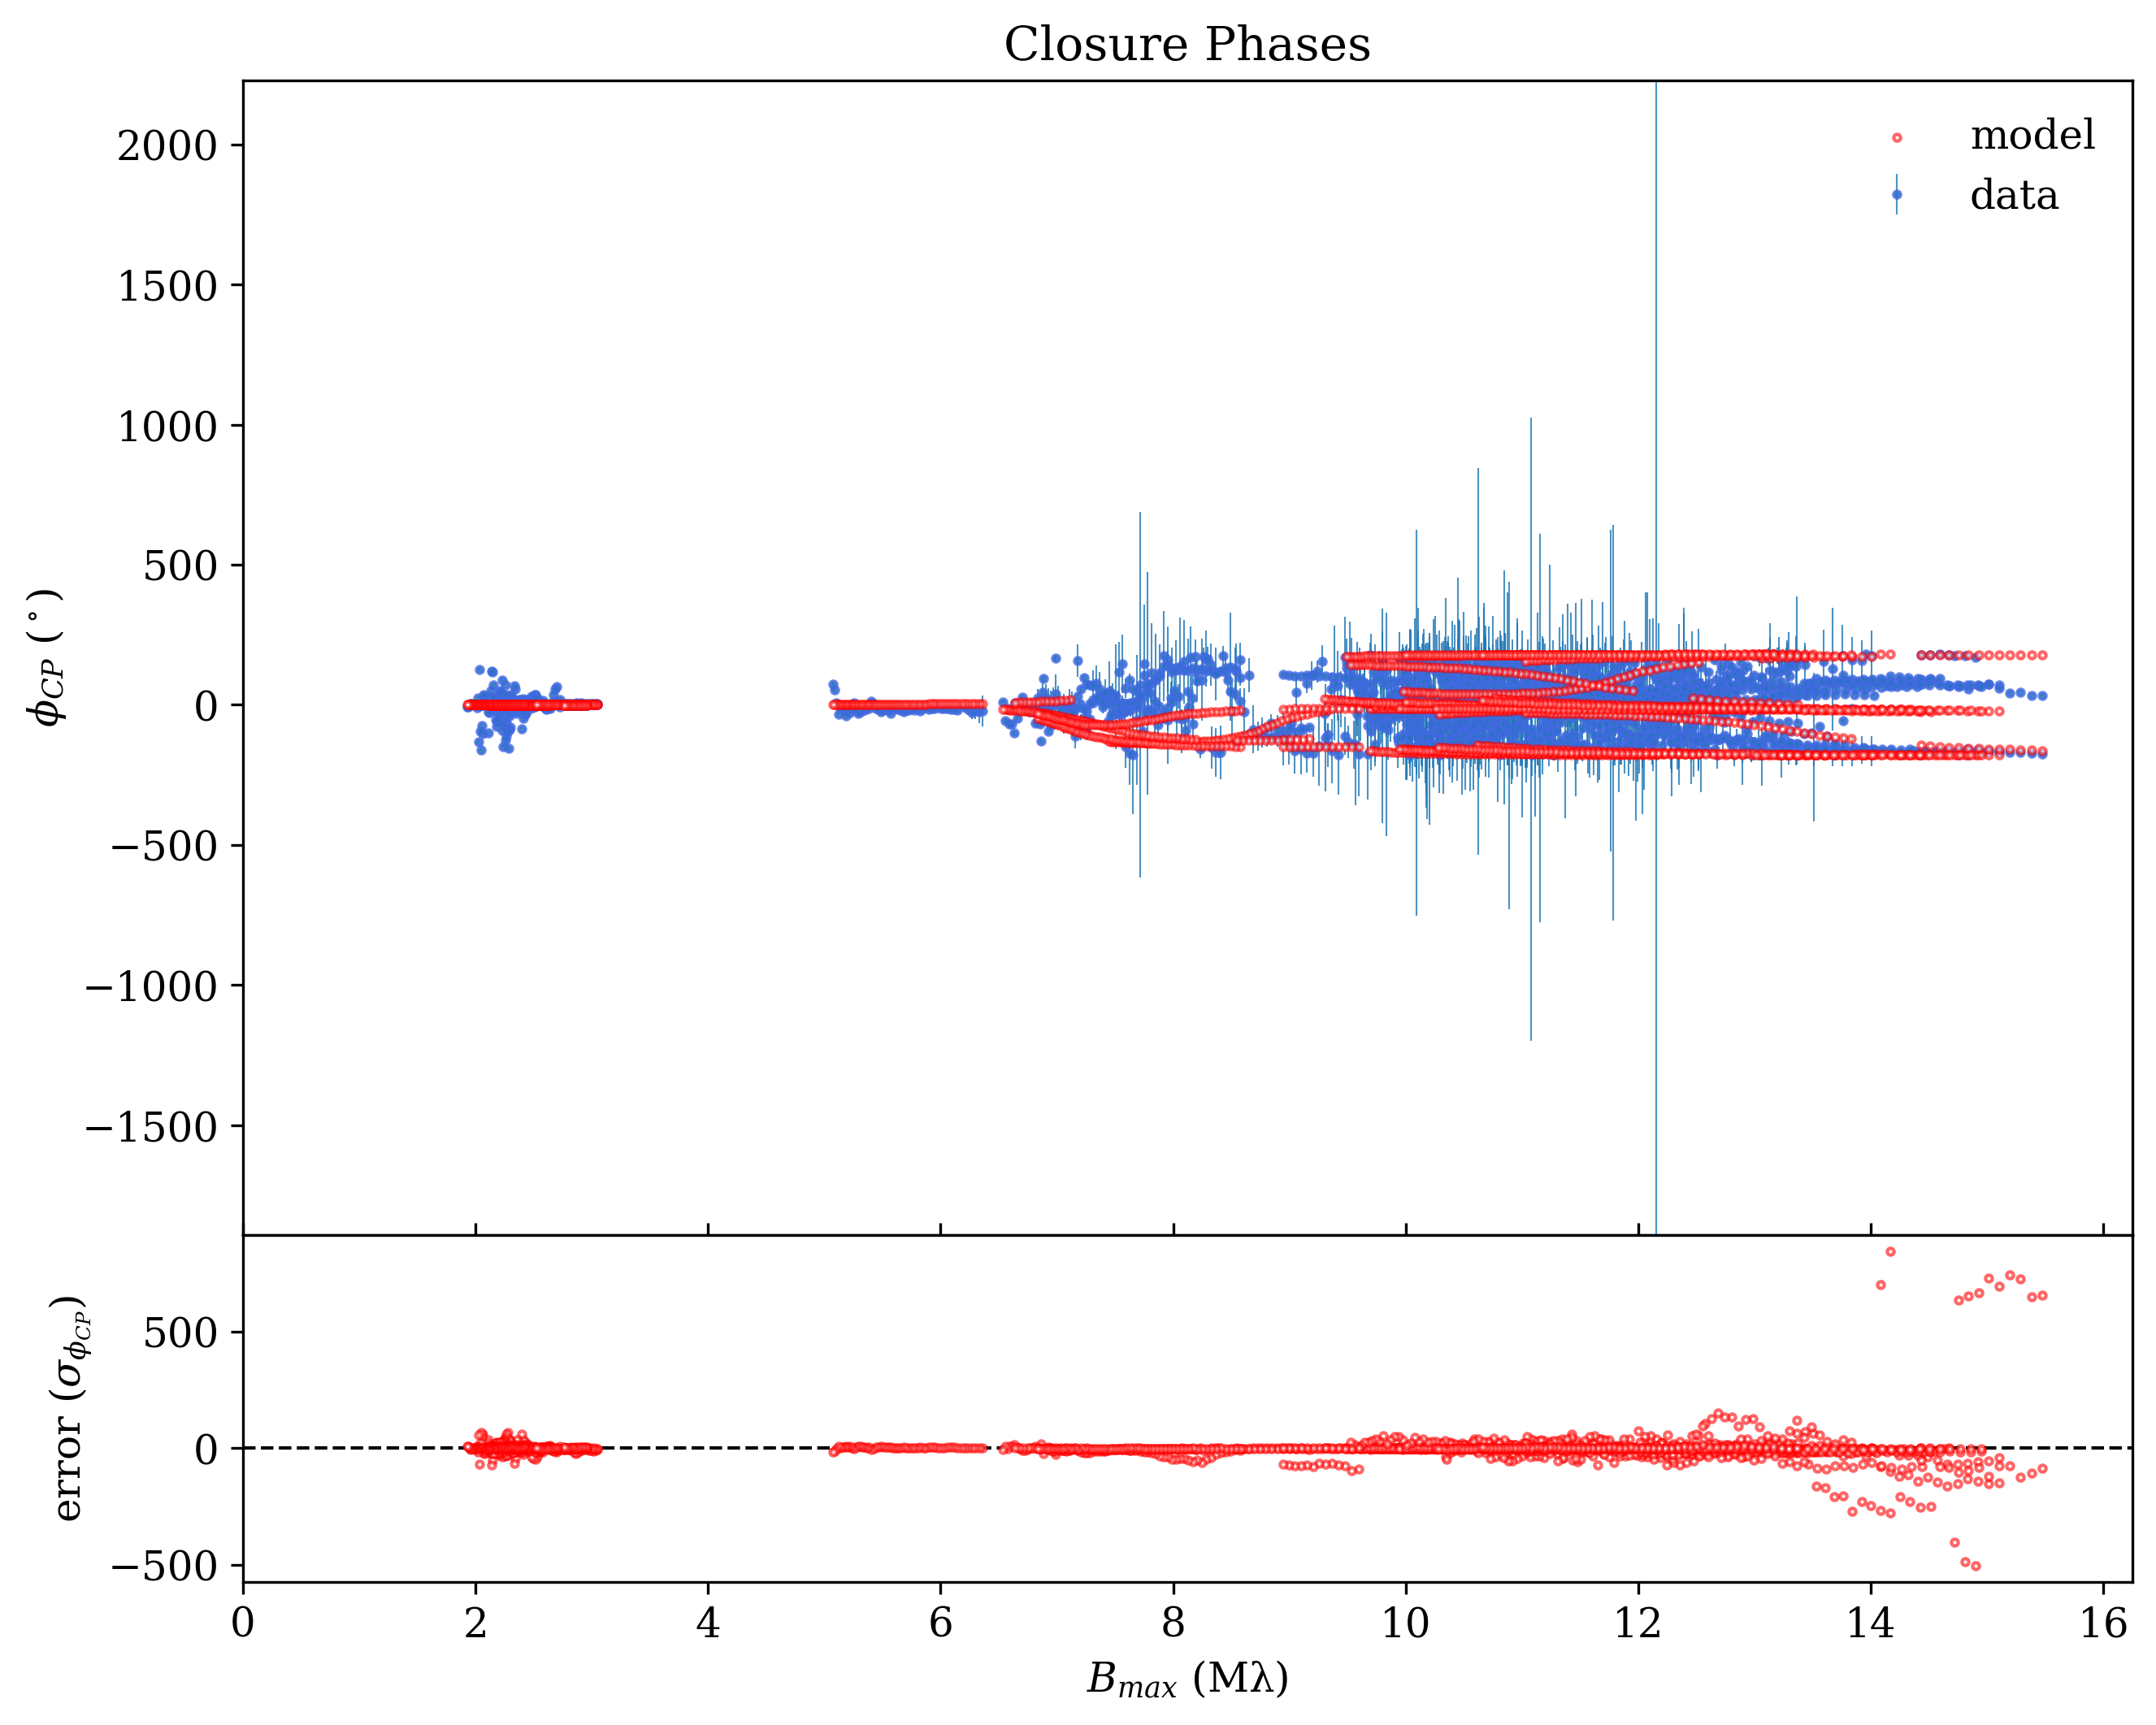 Closure Phases
model
data
2000
1500
1000
500
0
−500
−1000
−1500
ϕ_CP (°)
500
0
−500
error (σ_ϕ_CP)
0 2 4 6 8 10 12 14 16
B_max (Mλ)